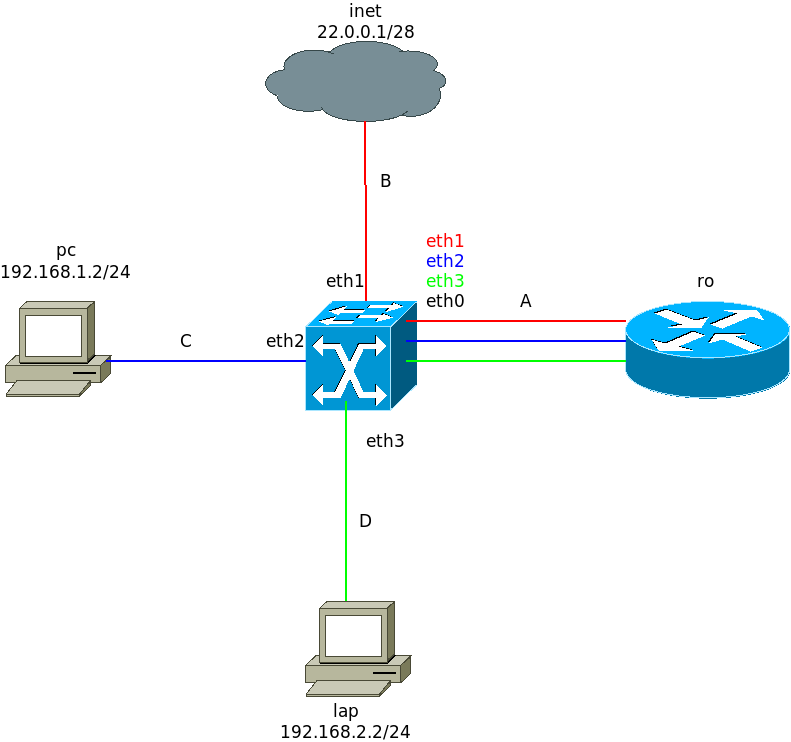 inet
22.0.0.1/28
B
eth1
eth2
eth3
eth0
A
ro
eth1
pc
192.168.1.2/24
C
eth2
eth3
D
lap
192.168.2.2/24